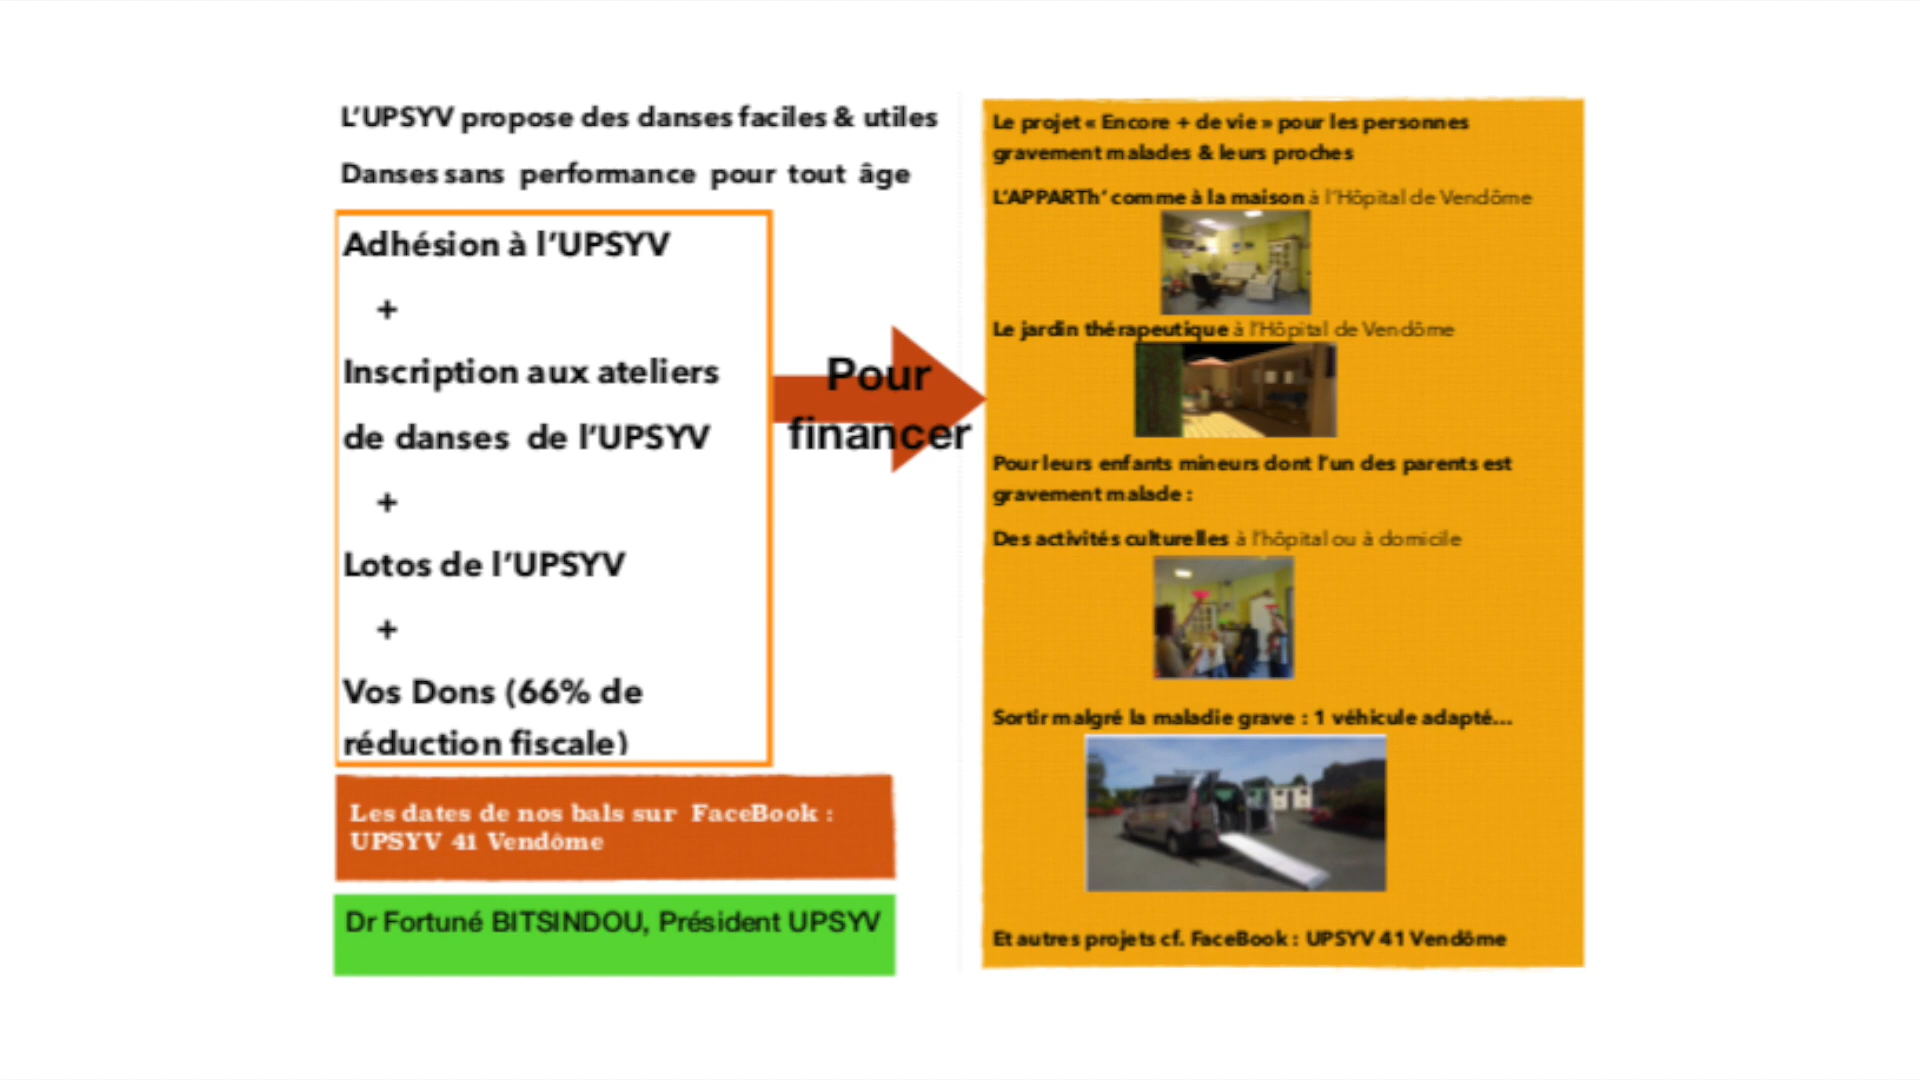 L’UPSYV propose des danses faciles & utiles
Danses sans performance pour tout âge
Adhésion à l’UPSYV
+
Inscription aux ateliers
de danses de l’UPSYV
+
Lotos de l’UPSYV
+
Vos Dons (66% de
réduction fiscale)
Pour
financer
Les dates de nos bals sur FaceBook :
UPSYV 41 Vendôme
Dr Fortuné BITSINDOU, Président UPSYV
Le projet « Encore + de vie » pour les personnes
gravement malades & leurs proches
L’APPARTh’ comme à la maison à l’Hôpital de Vendôme
Le jardin thérapeutique à l’Hôpital de Vendôme
Pour leurs enfants mineurs dont l’un des parents est
gravement malade :
Des activités culturelles à l’hôpital ou à domicile
Sortir malgré la maladie grave : 1 véhicule adapté...
Et autres projets cf. FaceBook : UPSYV 41 Vendôme